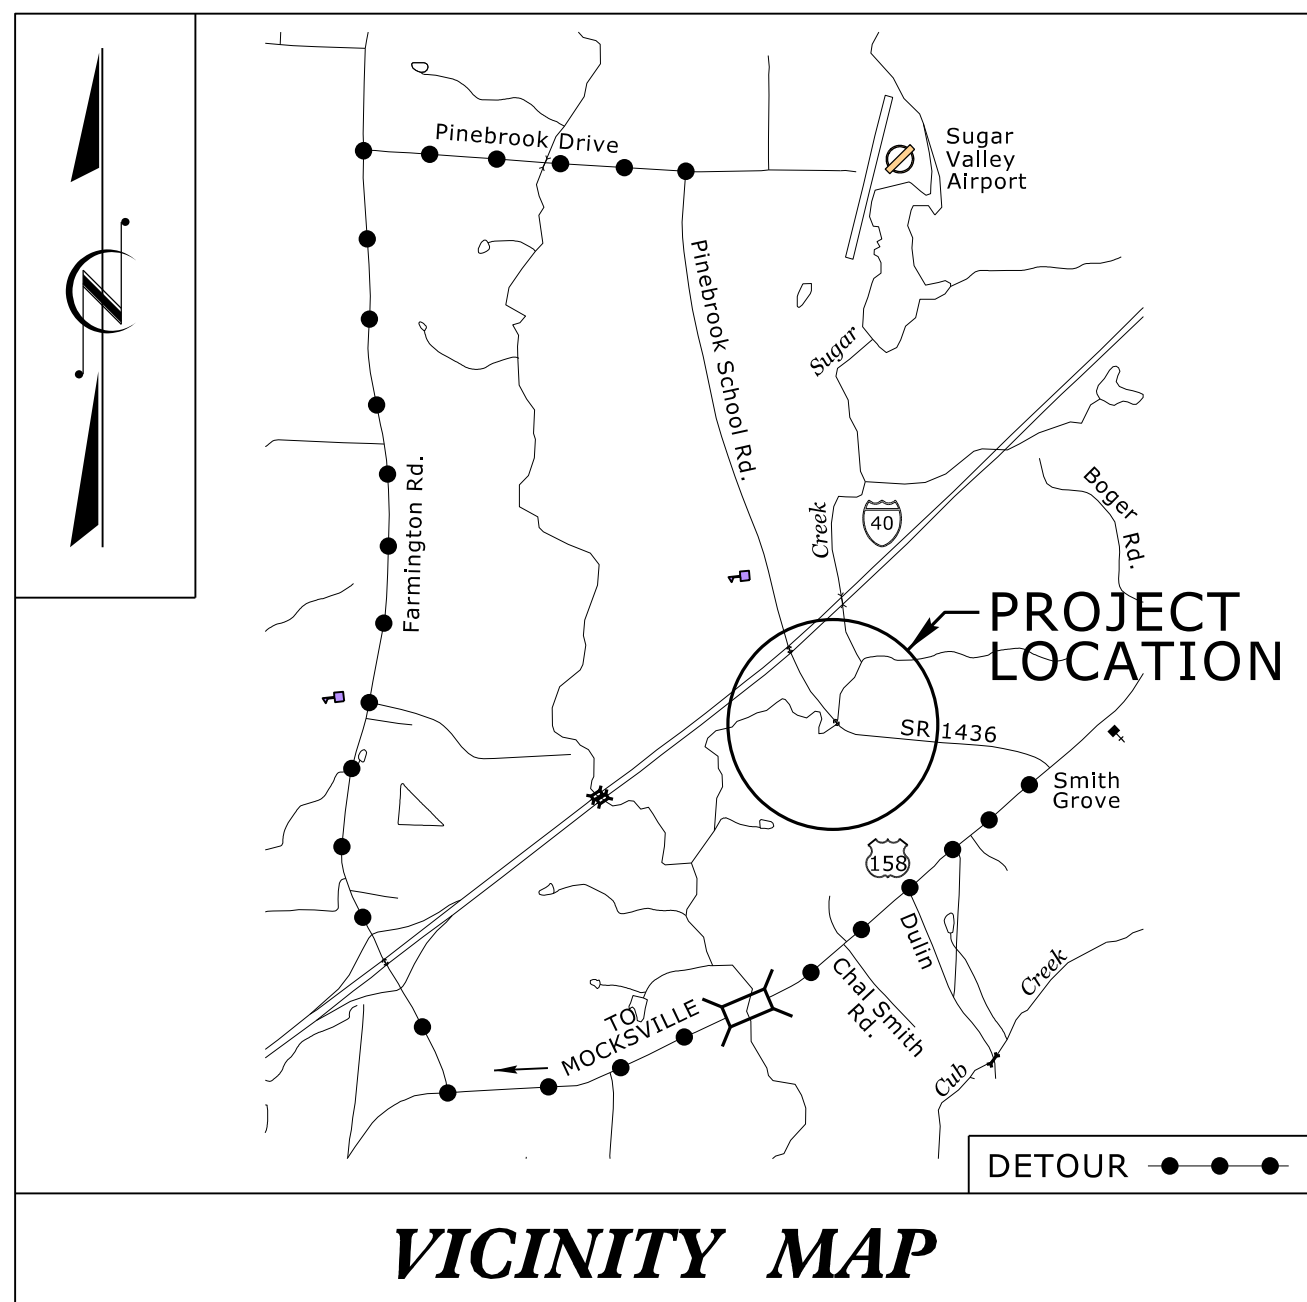 Pinebrook Drive
Sugar
Valley
Airport
Pinebrook School Rd.
Sugar
Creek
40
Boger Rd.
Farmington Rd.
N
PROJECT
LOCATION
SR 1436
Smith
Grove
158
Dulin
Chal Smith
Rd.
Creek
Cub
TO
MOCKSVILLE
DETOUR
VICINITY MAP